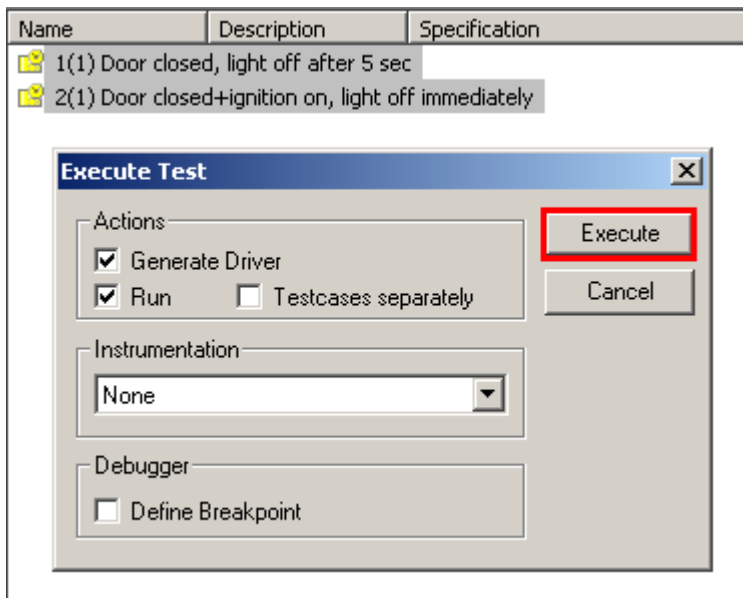 Name Description Specification
1(1) Door closed, light off after 5 sec
2(1) Door closed+ignition on, light off immediately
Execute Test
Actions
Execute
Generate Driver
Run Testcases separately
Cancel
Instrumentation
None
Debugger
Define Breakpoint